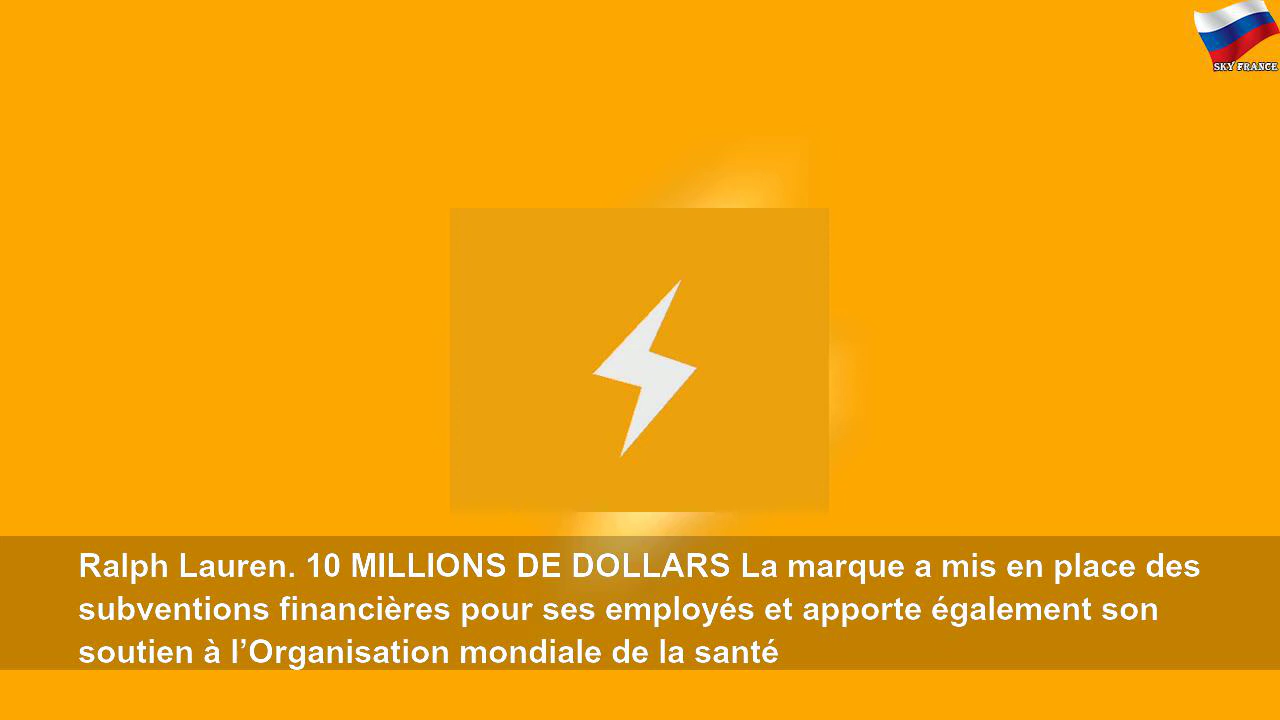 SKY FRANCE
Ralph Lauren. 10 MILLIONS DE DOLLARS La marque a mis en place des
subventions financières pour ses employés et apporte également son
soutien à l’Organisation mondiale de la santé